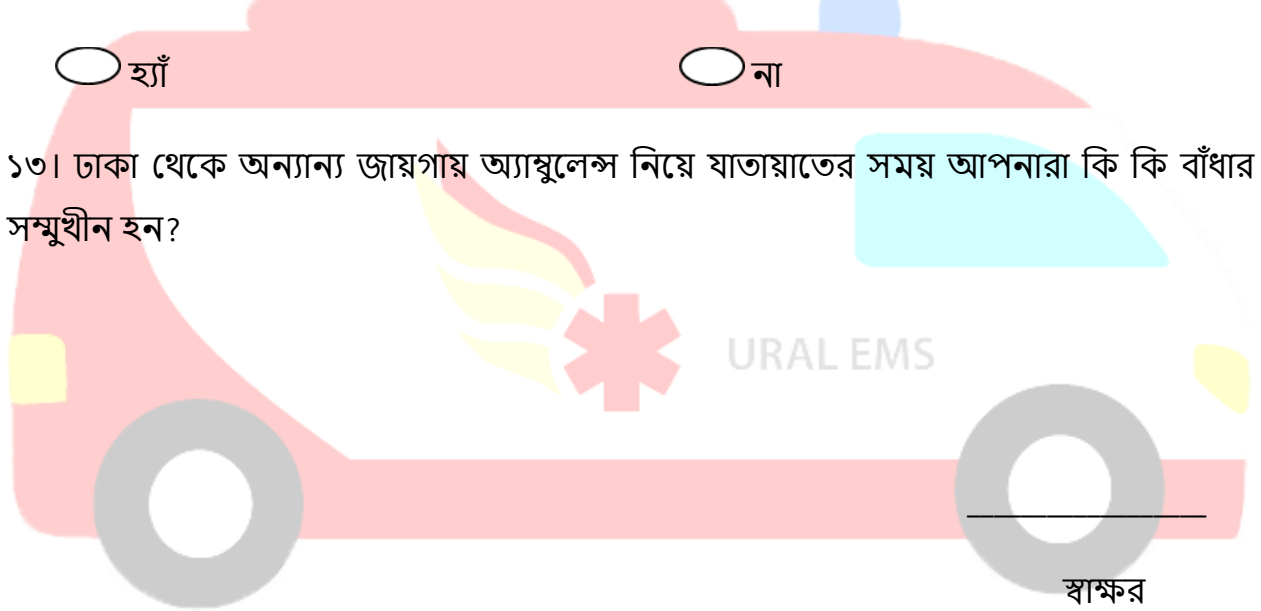 হ্যাঁ না
১৩। ঢাকা থেকে অন্যান্য জায়গায় অ্যাম্বুলেন্স নিয়ে যাতায়াতের সময় আপনারা কি কি বাঁধার
সম্মুখীন হন?
URAL EMS
স্বাক্ষর